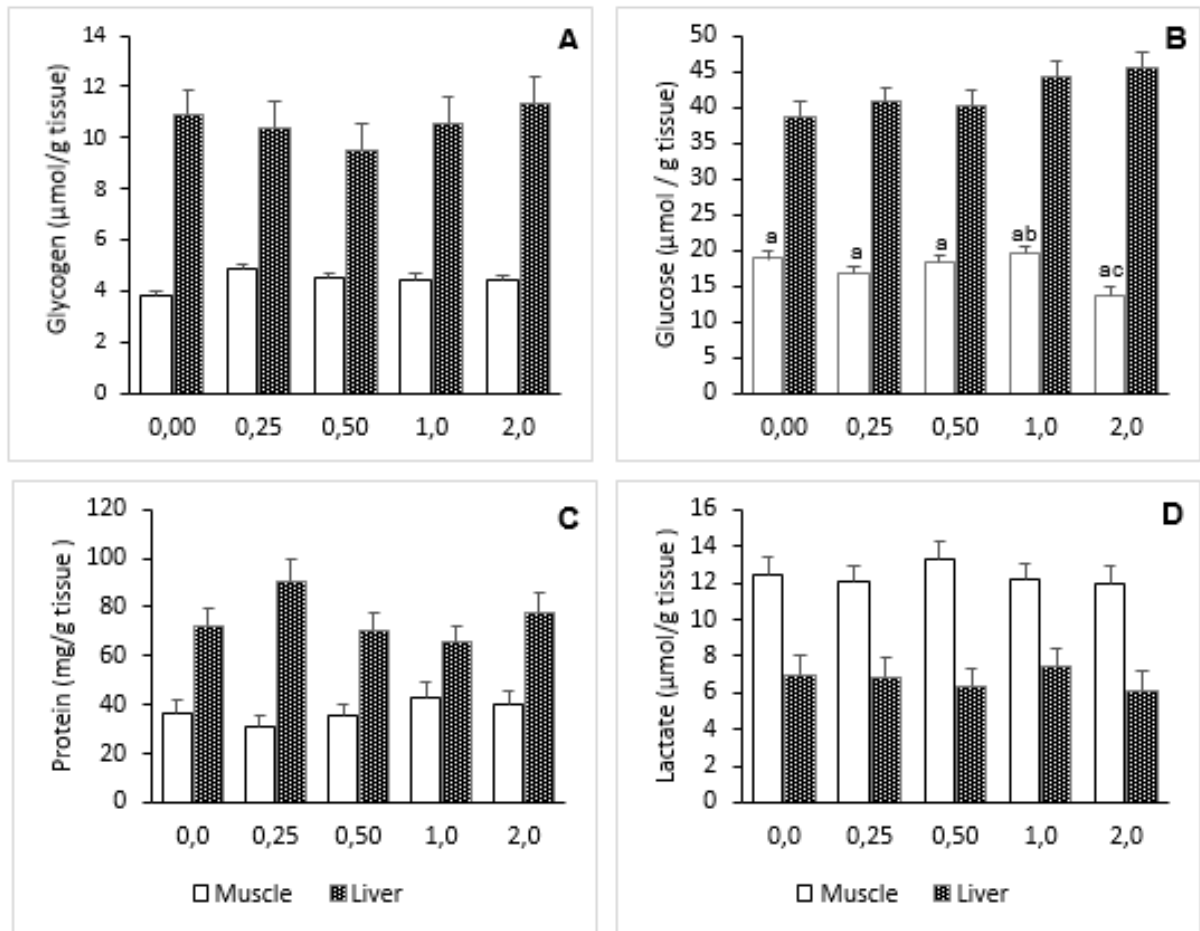 A
Glycogen (µmol/g tissue)
14
12
10
8
6
4
2
0
0,00 0,25 0,50 1,0 2,0
B
Glucose (µmol / g tissue)
50
45
40
35
30
25
20
15
10
5
0
a a a ab ac
0,00 0,25 0,50 1,0 2,0
C
Protein (mg/g tissue )
120
100
80
60
40
20
0
0,0 0,25 0,50 1,0 2,0
Muscle Liver
D
Lactate (µmol/g tissue )
16
14
12
10
8
6
4
2
0
0,0 0,25 0,50 1,0 2,0
Muscle Liver